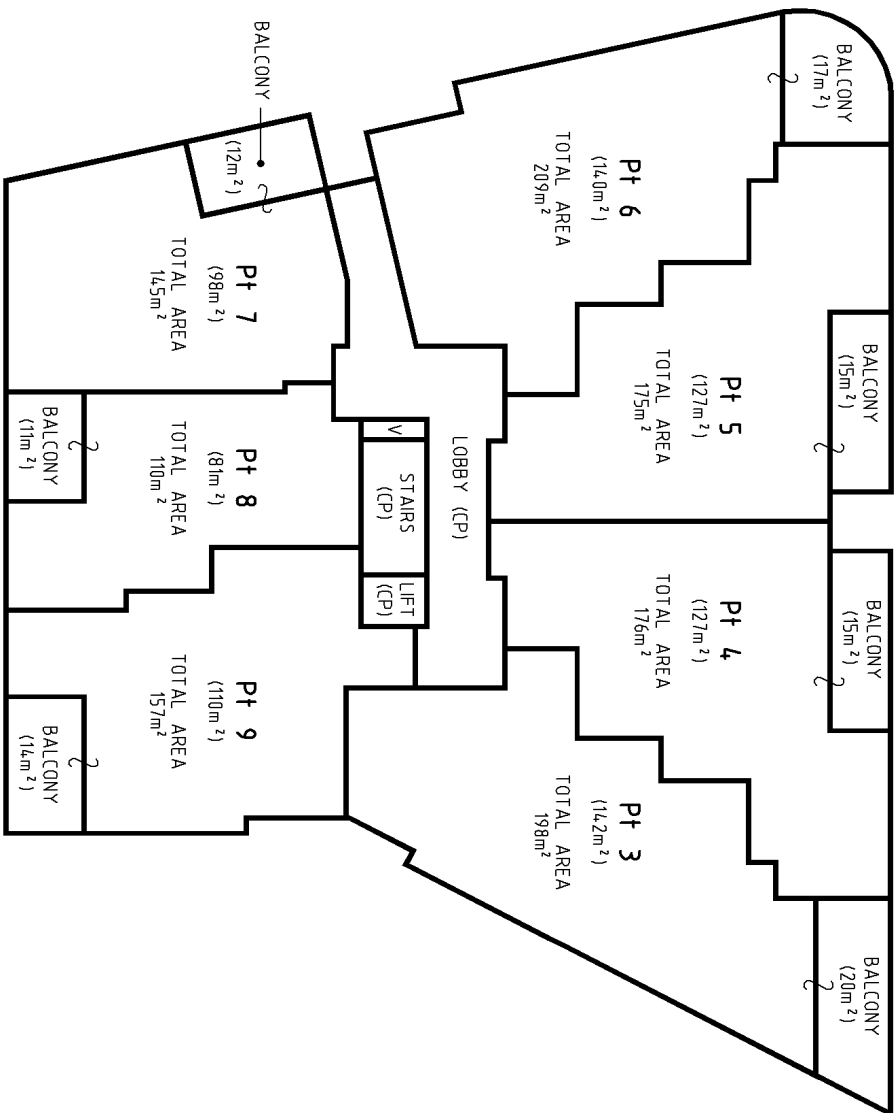 BALCONY
(17m²)
BALCONY
(12m²)
Pt 6
(140m²)
TOTAL AREA
209m²
Pt 7
(98m²)
TOTAL AREA
145m²
BALCONY
(15m²)
Pt 5
(127m²)
TOTAL AREA
175m²
LOBBY (CP)
V
STAIRS
(CP)
LIFT
(CP)
BALCONY
(11m²)
Pt 8
(81m²)
TOTAL AREA
110m²
BALCONY
(15m²)
Pt 4
(127m²)
TOTAL AREA
176m²
Pt 9
(110m²)
TOTAL AREA
157m²
BALCONY
(14m²)
Pt 3
(142m²)
TOTAL AREA
198m²
BALCONY
(20m²)